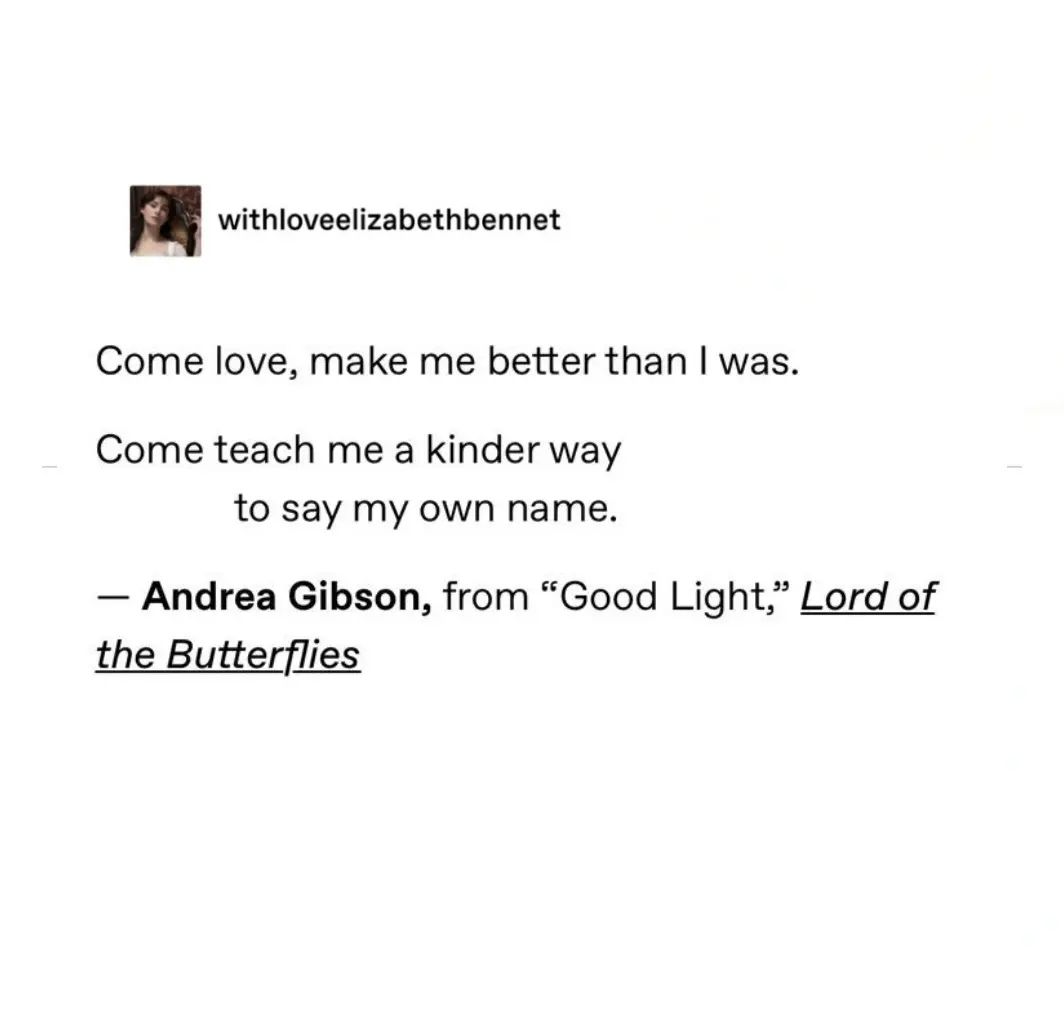 withloveelizabethbennet
Come love, make me better than I was.
Come teach me a kinder way
to say my own name.
— Andrea Gibson, from “Good Light,” Lord of
the Butterflies